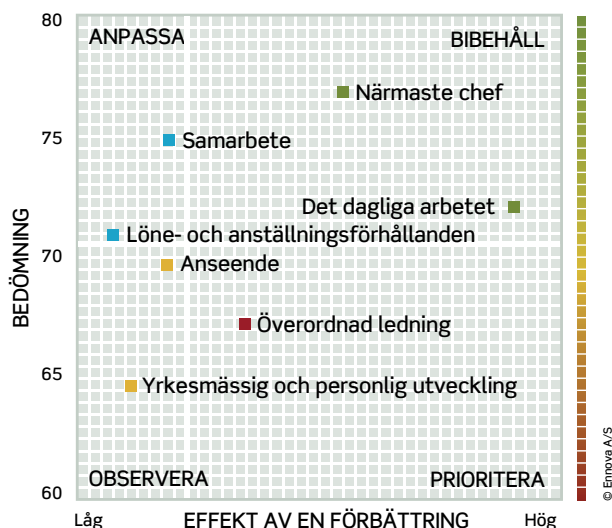 80
ANPASSA
BIBEHÅLL
Närmaste chef
75
Samarbete
Det dagliga arbetet
Löne- och anställningsförhållanden
70
Anseende
BEDÖMNING
Överordnad ledning
65
Yrkesmässig och personlig utveckling
OBSERVERA
PRIORITERA
60
Låg
EFFEKT AV EN FÖRBÄTTRING
Hög
© Ennova A/S